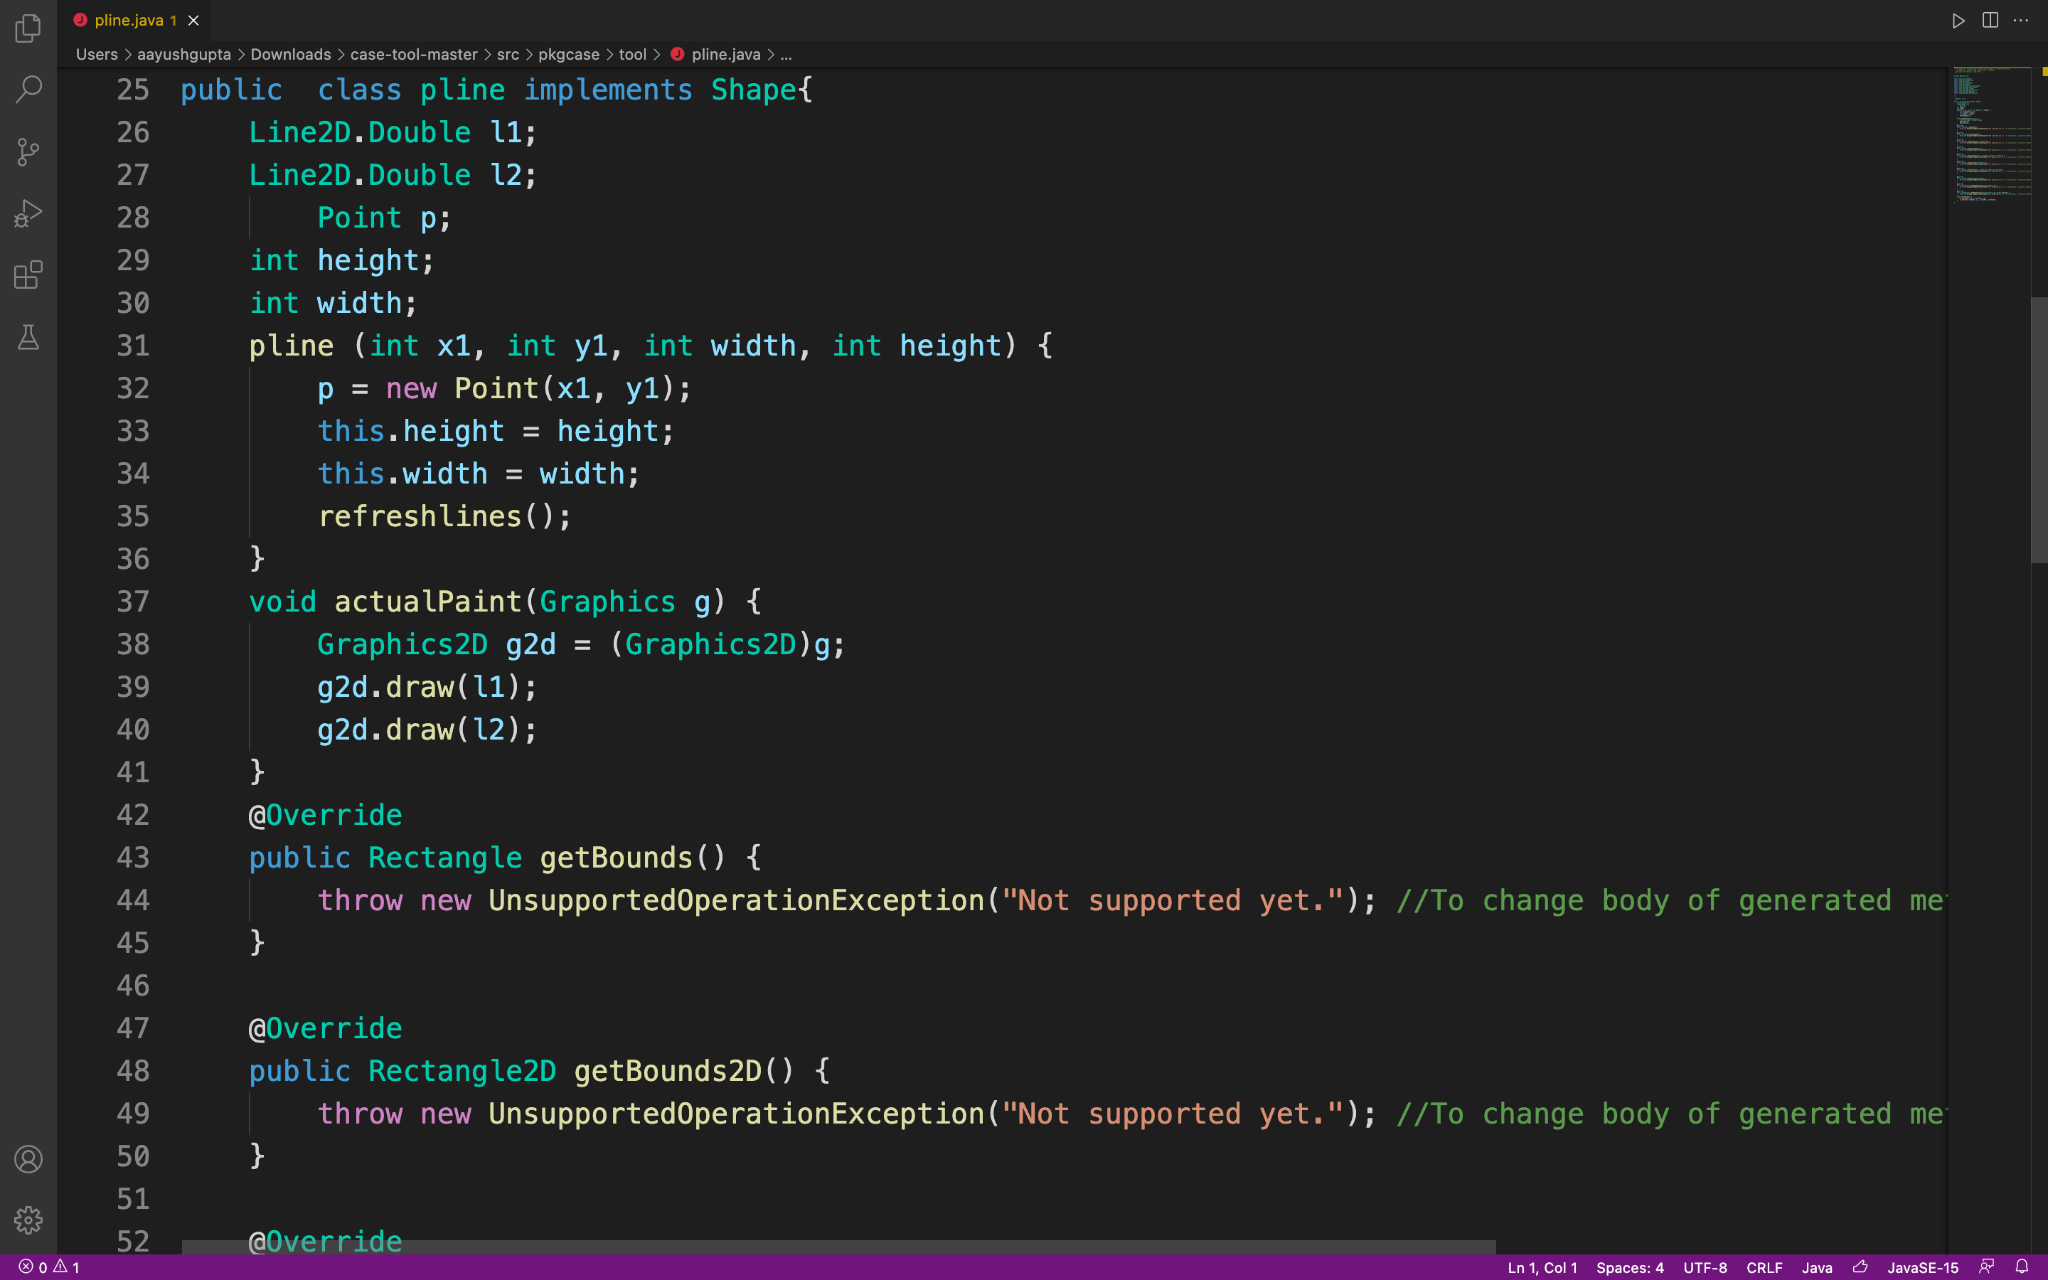 pline.java 1
Users > aayushgupta > Downloads > case-tool-master > src > pkgcase > tool > pline.java > ...
25 public  class pline implements Shape{
26     Line2D.Double l1;
27     Line2D.Double l2;
28         Point p;
29     int height;
30     int width;
31     pline (int x1, int y1, int width, int height) {
32         p = new Point(x1, y1);
33         this.height = height;
34         this.width = width;
35         refreshlines();
36     }
37     void actualPaint(Graphics g) {
38         Graphics2D g2d = (Graphics2D)g;
39         g2d.draw(l1);
40         g2d.draw(l2);
41     }
42     @Override
43     public Rectangle getBounds() {
44         throw new UnsupportedOperationException("Not supported yet."); //To change body of generated me
45     }
46
47     @Override
48     public Rectangle2D getBounds2D() {
49         throw new UnsupportedOperationException("Not supported yet."); //To change body of generated me
50     }
51
52     @Override
0 1 Ln 1, Col 1 Spaces: 4 UTF-8 CRLF Java JavaSE-15